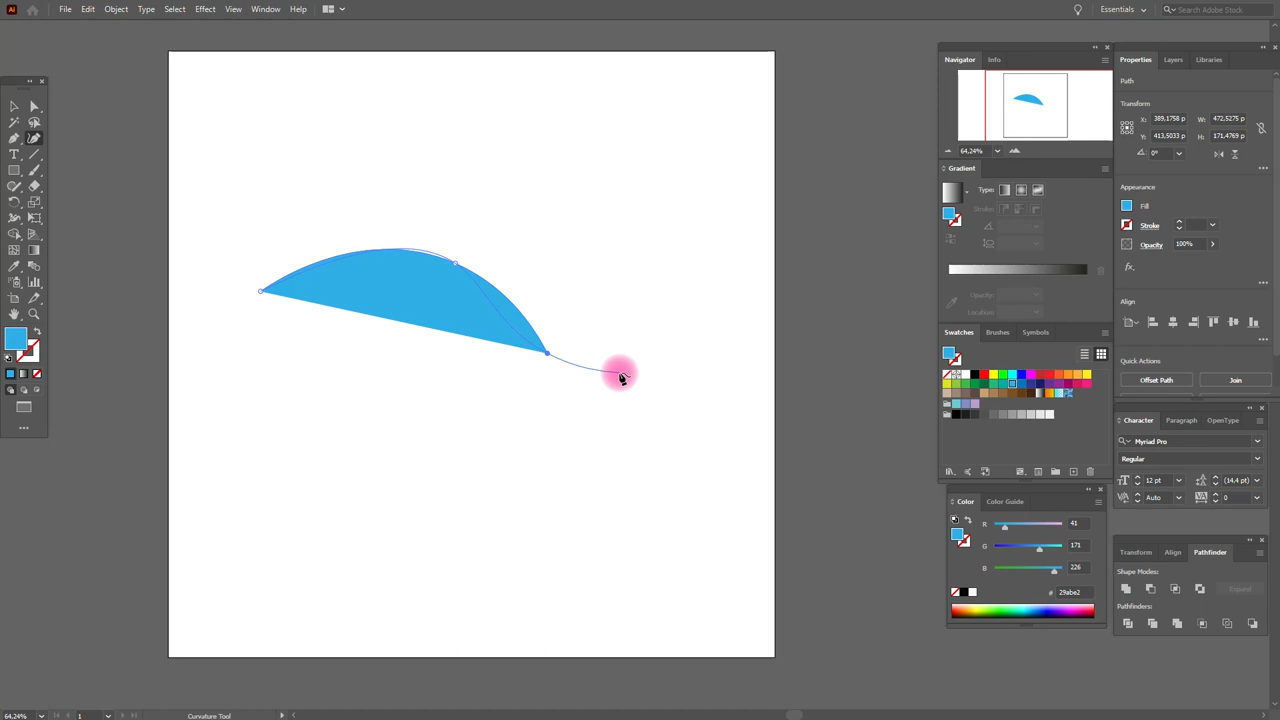 Ai File Edit Object Type Select Effect View Window Help Essentials Search Adobe Stock
Navigator Info
64,24%
Gradient
Type:
Stroke:
Opacity:
Location:
Swatches Brushes Symbols
Color Color Guide
R 41
G 171
B 226
# 29abe2
Properties Layers Libraries
Path
Transform
X: 389,1758 p W: 472,5275 p
Y: 413,5033 p H: 171,4769 p
0°
Appearance
Fill
Stroke
Opacity 100%
fx.
Align
Quick Actions
Offset Path Join
Character Paragraph OpenType
Myriad Pro
Regular
12 pt (14,4 pt)
Auto 0
Transform Align Pathfinder
Shape Modes:
Expand
Pathfinders:
64,24% 1 Curvature Tool